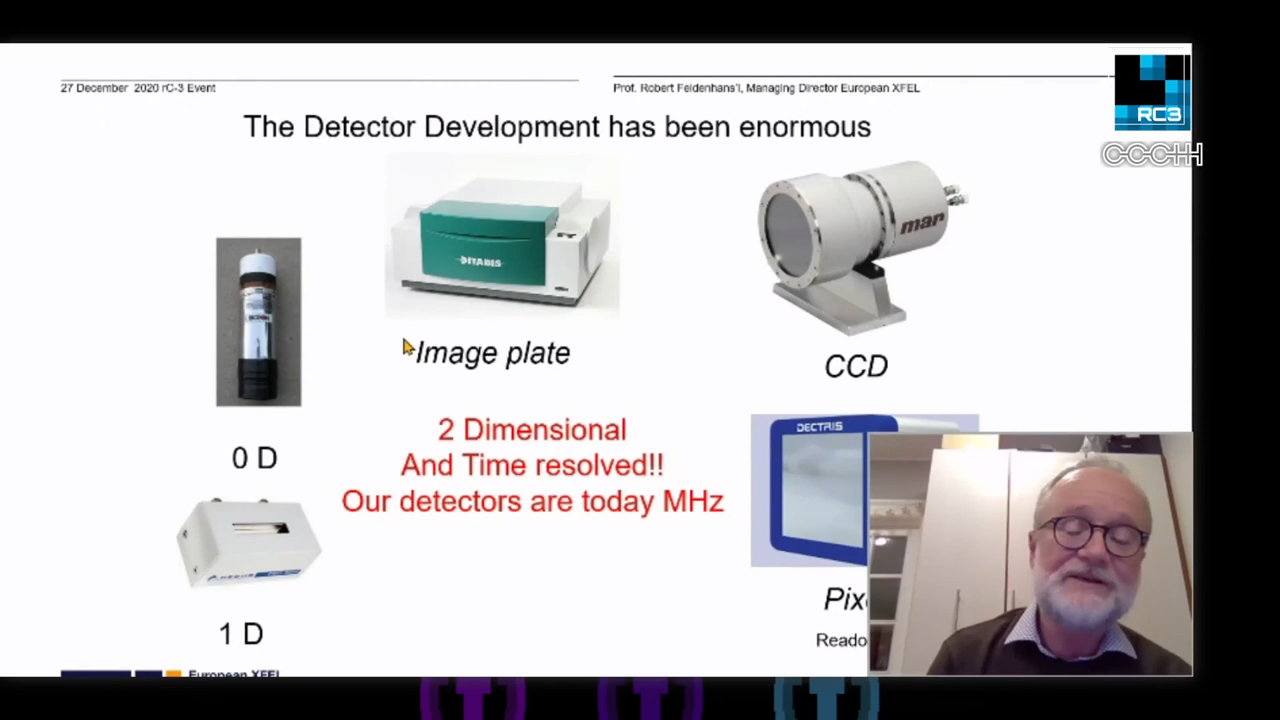 27 December 2020 rC-3 Event
Prof. Robert Feidenhans'l, Managing Director European XFEL
RC3
CCCHH
The Detector Development has been enormous
DITABIS
mar
Image plate
CCD
2 Dimensional
And Time resolved!!
Our detectors are today MHz
DECTRIS
0 D
1 D
Pix
Reado
European XFEL